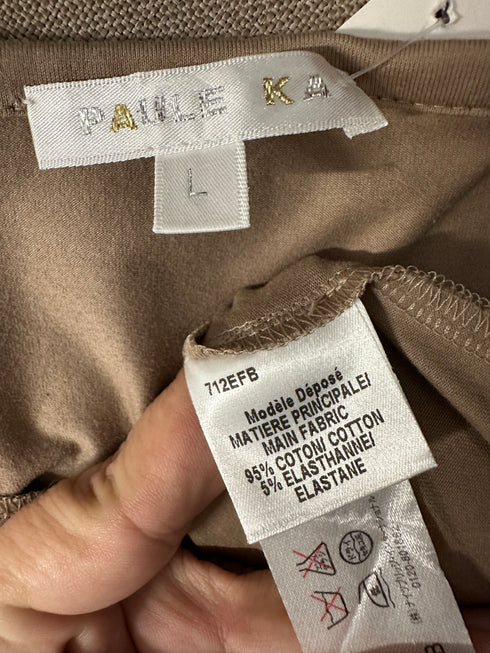 PAULE KA
L
712EFB
Modèle Déposé
MATIERE PRINCIPALE/
MAIN FABRIC
95% COTON/ COTTON
5% ELASTHANNE/
ELASTANE